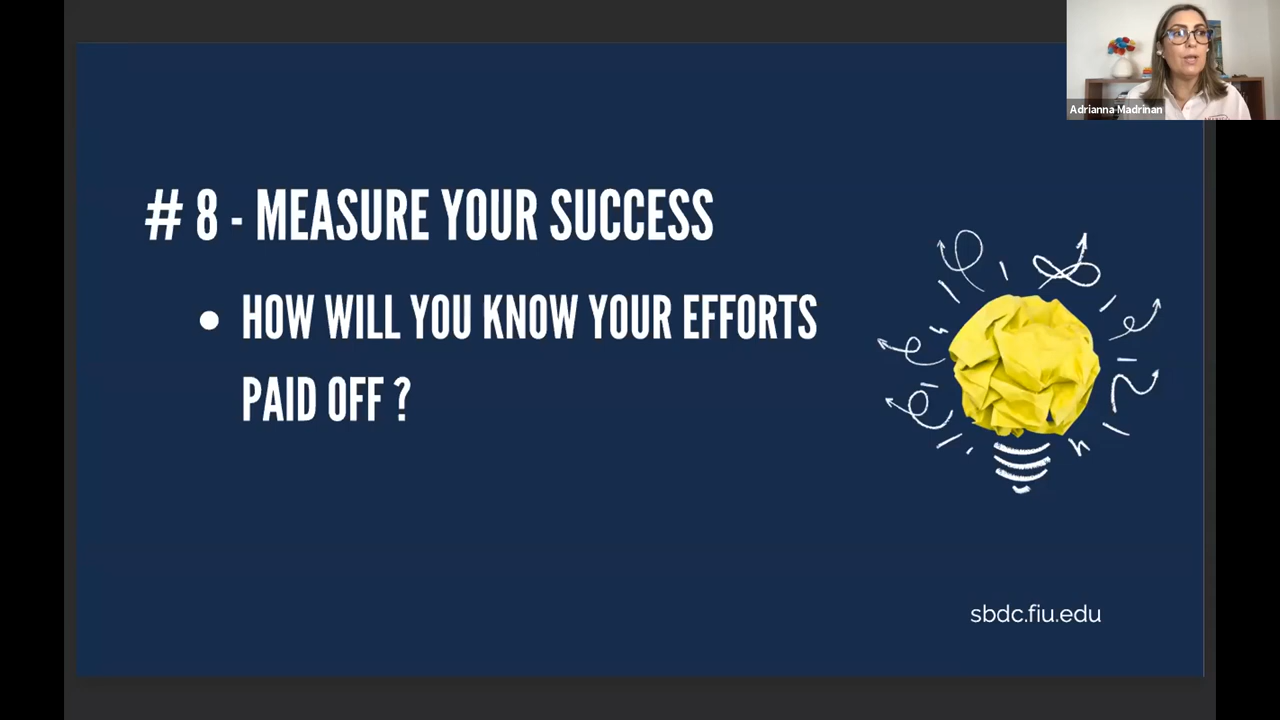 Adrianna Madrinan
# 8 - MEASURE YOUR SUCCESS
• HOW WILL YOU KNOW YOUR EFFORTS
PAID OFF ?
sbdc.fiu.edu